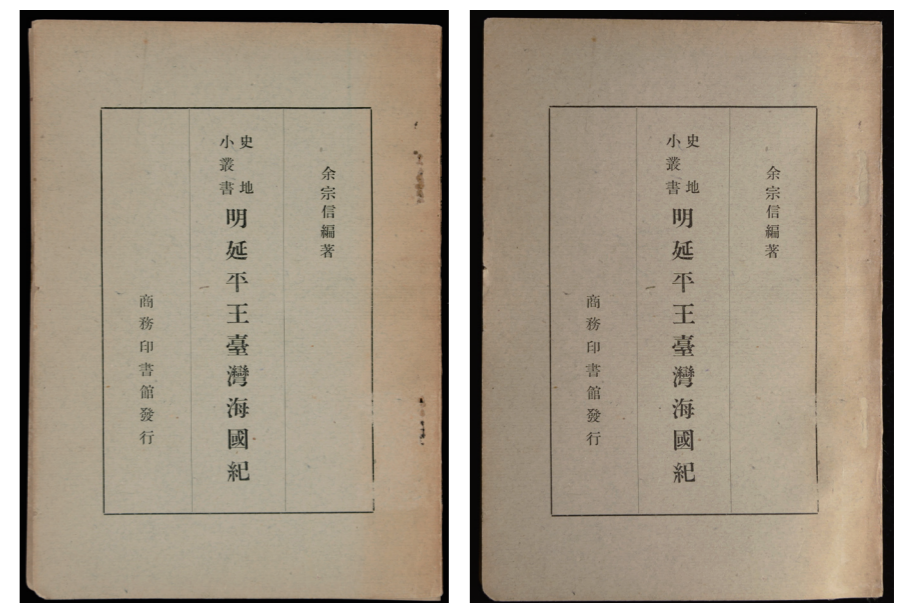 余宗信編著
史地小叢書
明延平王臺灣海國紀
商務印書館發行
余宗信編著
史地小叢書
明延平王臺灣海國紀
商務印書館發行